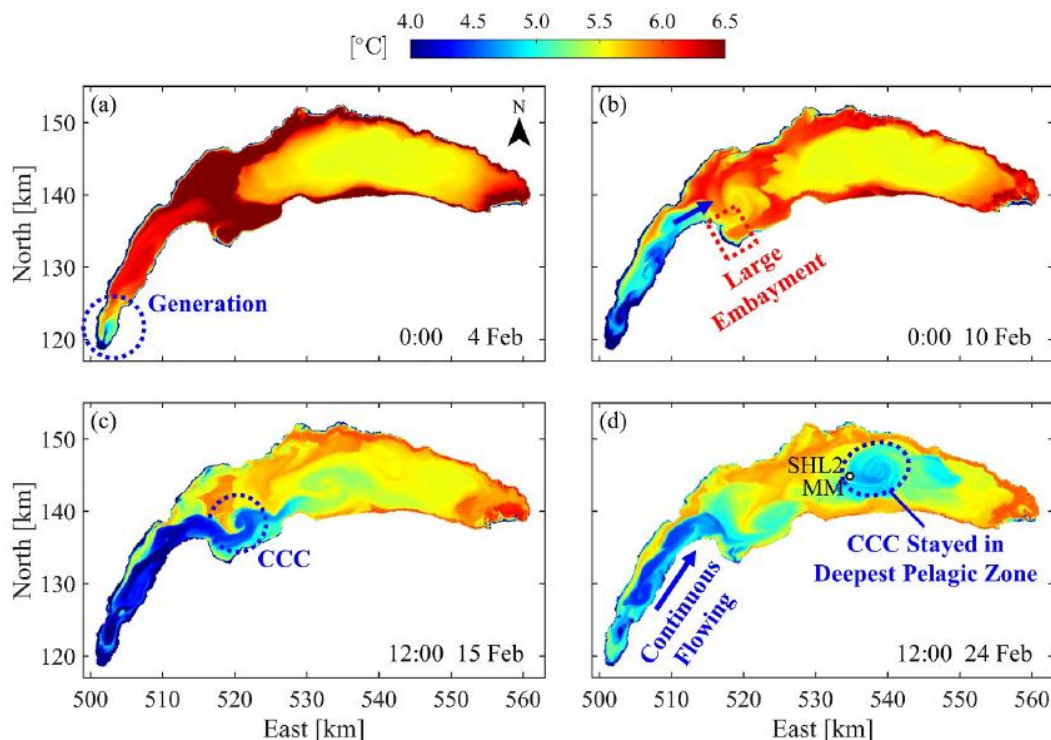 4.0 4.5 5.0 5.5 6.0 6.5
[°C]
(a)
N
150
140
130
120
North [km]
Generation
0:00 4 Feb
(b)
Large
Embayment
0:00 10 Feb
(c)
150
140
130
120
North [km]
CCC
12:00 15 Feb
500 510 520 530 540 550 560
East [km]
(d)
SHL2
MM
CCC Stayed in
Deepest Pelagic Zone
Continuous
Flowing
12:00 24 Feb
500 510 520 530 540 550 560
East [km]